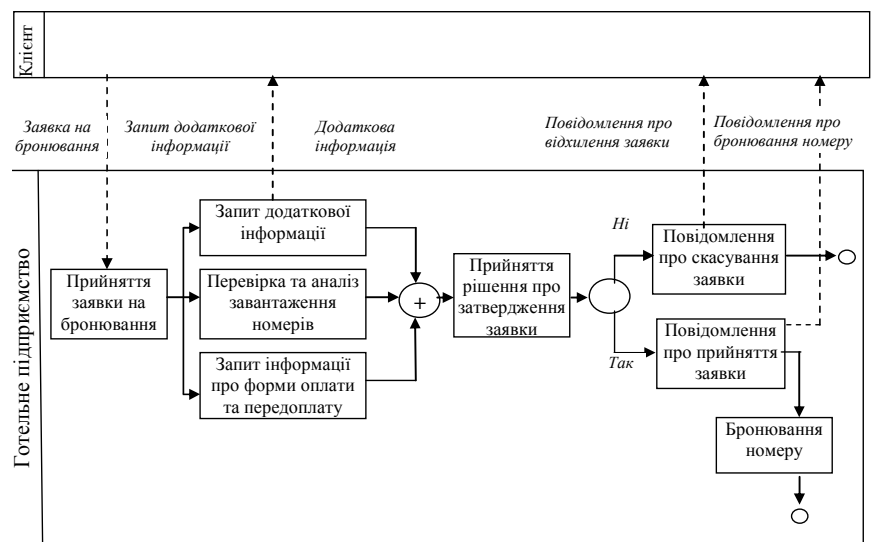 Клієнт
Заявка на
бронювання
Запит додаткової
інформації
Додаткова
інформація
Повідомлення про
відхилення заявки
Повідомлення про
бронювання номеру
Готельне підприємство
Прийняття
заявки на
бронювання
Запит додаткової
інформації
Перевірка та аналіз
завантаження
номерів
Запит інформації
про форми оплати
та передоплату
+
Прийняття
рішення про
затвердження
заявки
Ні
Так
Повідомлення
про скасування
заявки
Повідомлення
про прийняття
заявки
Бронювання
номеру